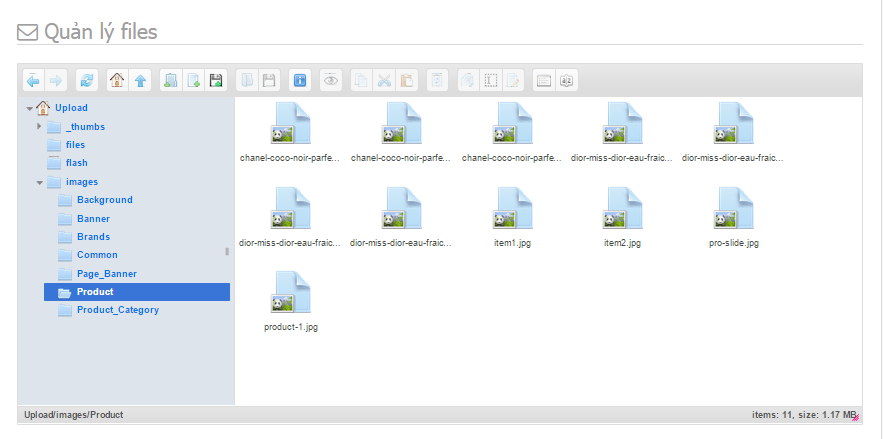 Quản lý files
Upload
_thumbs
files
flash
images
Background
Banner
Brands
Common
Page_Banner
Product
Product_Category
chanel-coco-noir-parfe...
chanel-coco-noir-parfe...
chanel-coco-noir-parfe...
dior-miss-dior-eau-fraic...
dior-miss-dior-eau-fraic...
dior-miss-dior-eau-fraic...
dior-miss-dior-eau-fraic...
item1.jpg
item2.jpg
pro-slide.jpg
product-1.jpg
Upload/images/Product
items: 11, size: 1.17 MB